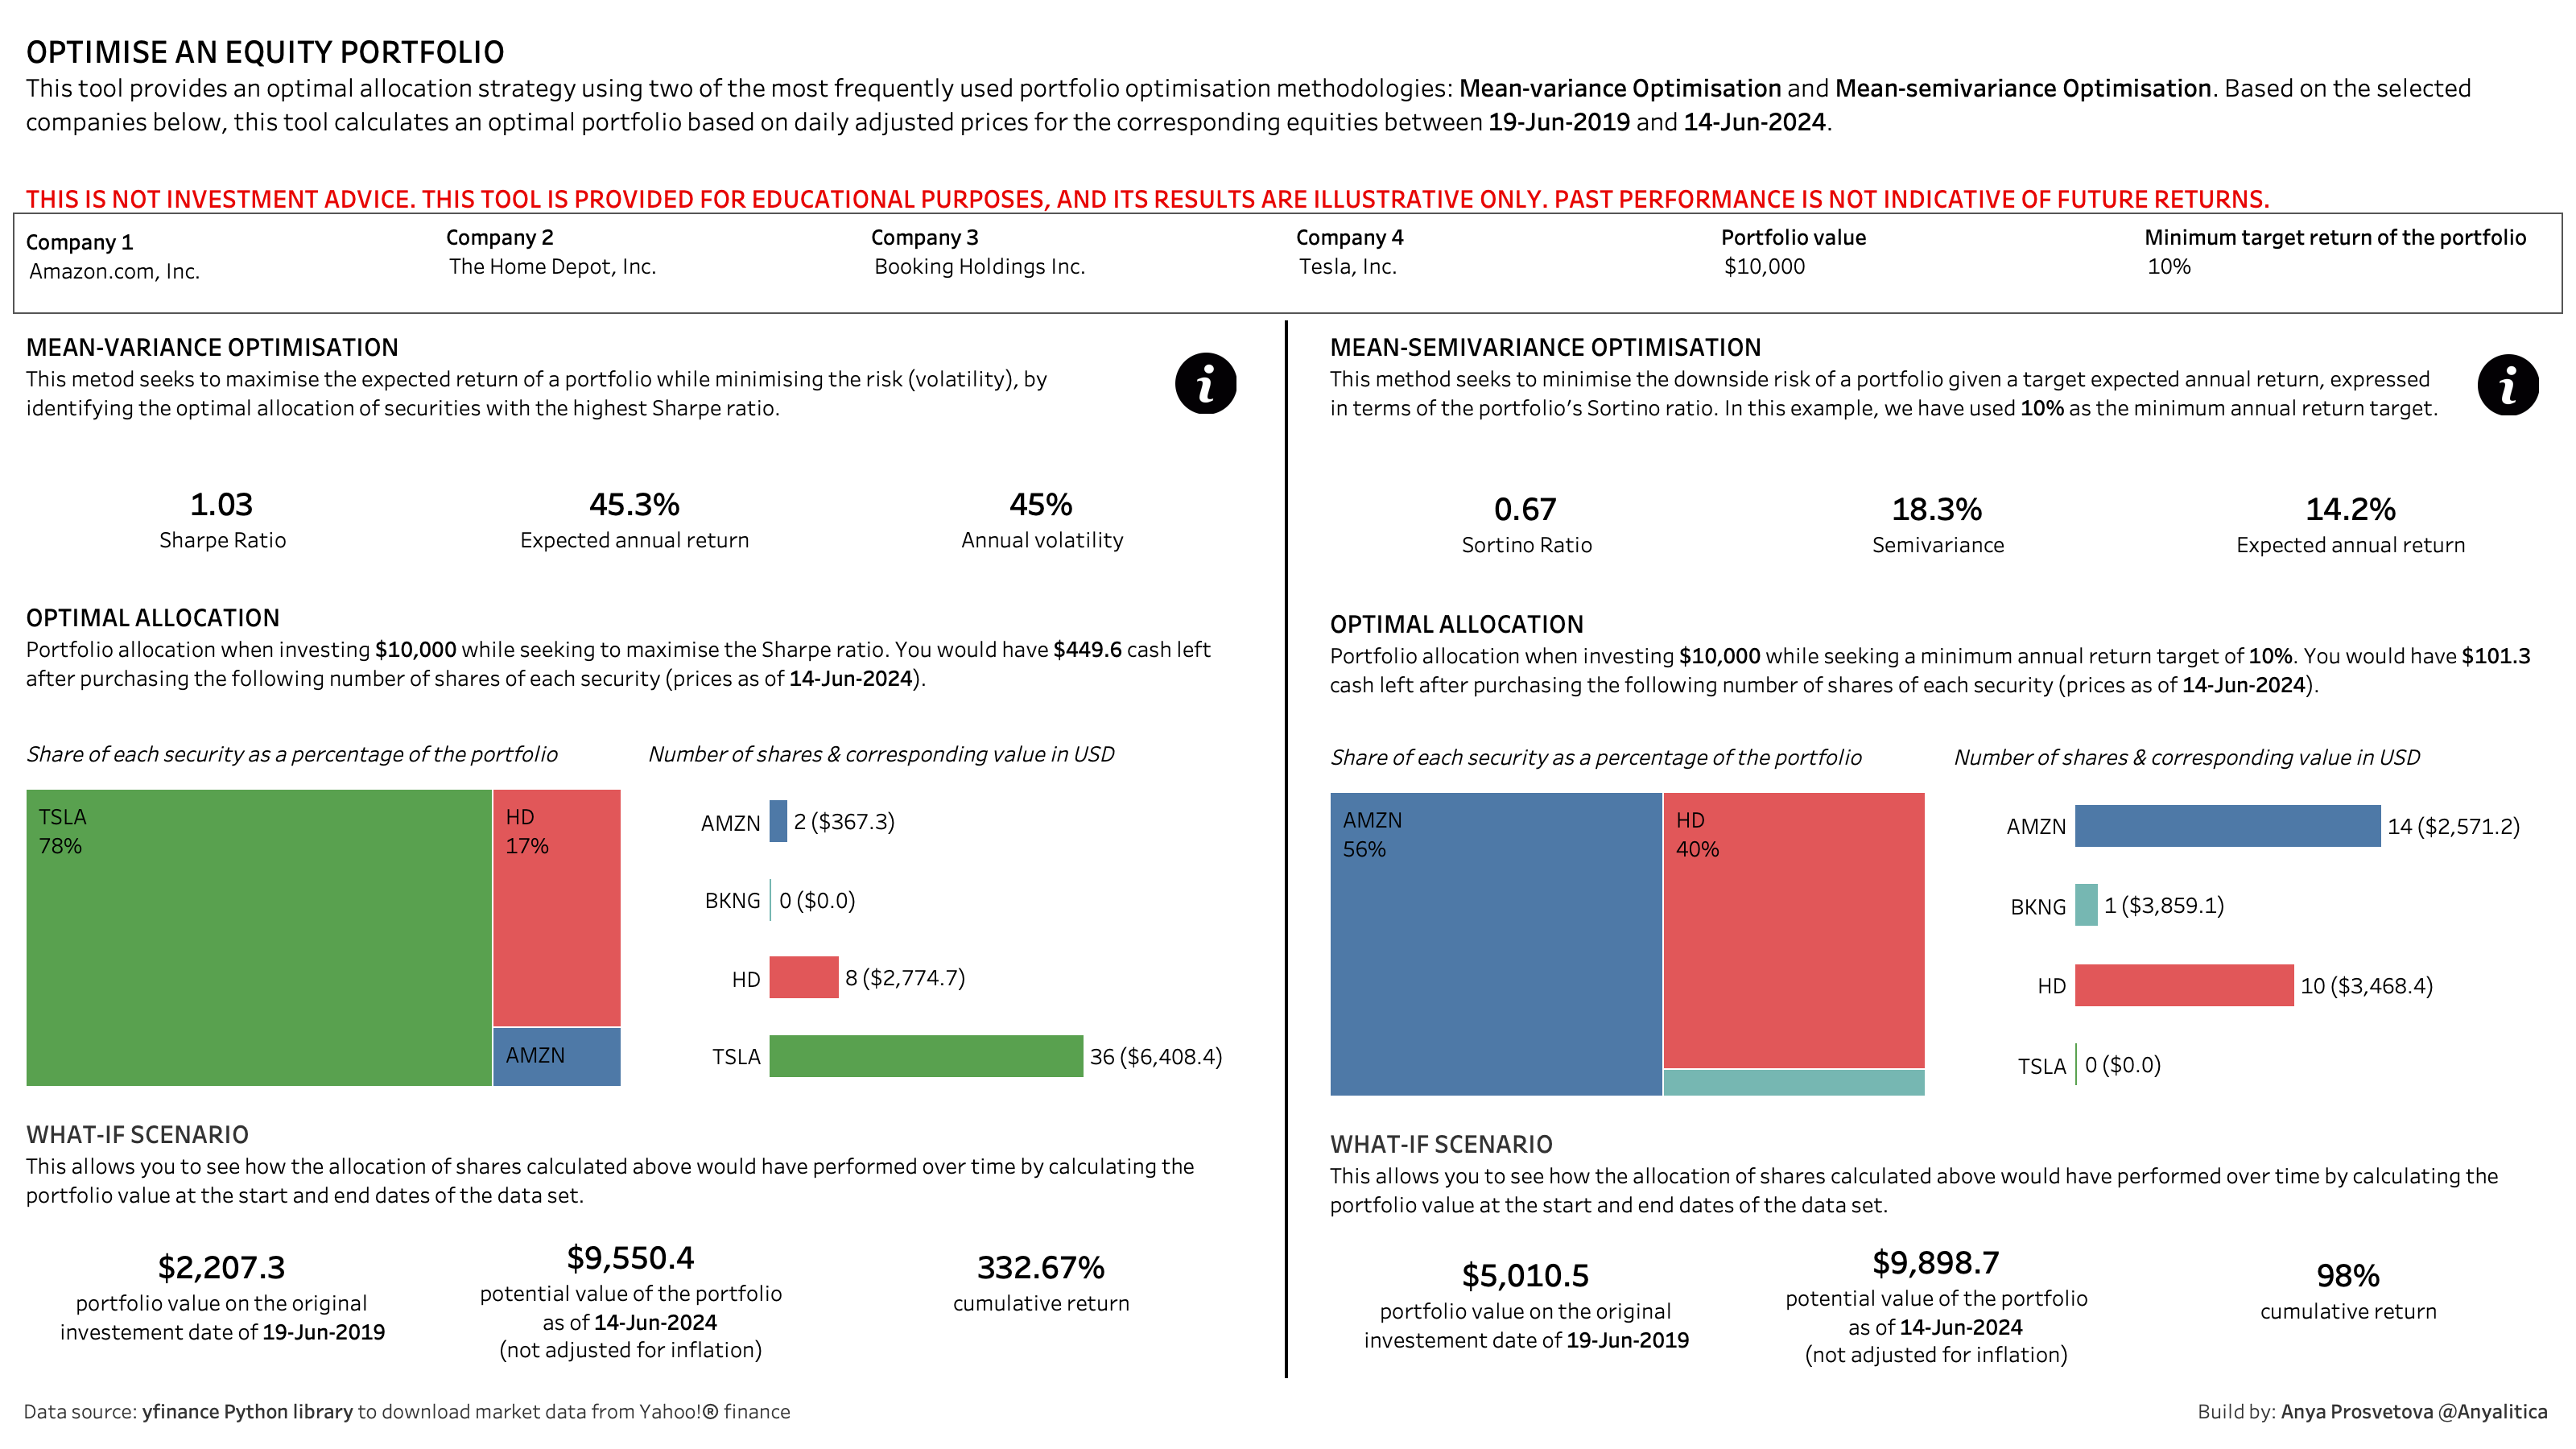 OPTIMISE AN EQUITY PORTFOLIO
This tool provides an optimal allocation strategy using two of the most frequently used portfolio optimisation methodologies: Mean-variance Optimisation and Mean-semivariance Optimisation. Based on the selected
companies below, this tool calculates an optimal portfolio based on daily adjusted prices for the corresponding equities between 19-Jun-2019 and 14-Jun-2024.
THIS IS NOT INVESTMENT ADVICE. THIS TOOL IS PROVIDED FOR EDUCATIONAL PURPOSES, AND ITS RESULTS ARE ILLUSTRATIVE ONLY. PAST PERFORMANCE IS NOT INDICATIVE OF FUTURE RETURNS.
Company 1
Amazon.com, Inc.
Company 2
The Home Depot, Inc.
Company 3
Booking Holdings Inc.
Company 4
Tesla, Inc.
Portfolio value
$10,000
Minimum target return of the portfolio
10%
MEAN-VARIANCE OPTIMISATION
This metod seeks to maximise the expected return of a portfolio while minimising the risk (volatility), by
identifying the optimal allocation of securities with the highest Sharpe ratio.
i
1.03
Sharpe Ratio
45.3%
Expected annual return
45%
Annual volatility
OPTIMAL ALLOCATION
Portfolio allocation when investing $10,000 while seeking to maximise the Sharpe ratio. You would have $449.6 cash left
after purchasing the following number of shares of each security (prices as of 14-Jun-2024).
Share of each security as a percentage of the portfolio
TSLA
78%
HD
17%
AMZN
Number of shares & corresponding value in USD
AMZN 2 ($367.3)
BKNG 0 ($0.0)
HD 8 ($2,774.7)
TSLA 36 ($6,408.4)
WHAT-IF SCENARIO
This allows you to see how the allocation of shares calculated above would have performed over time by calculating the
portfolio value at the start and end dates of the data set.
$2,207.3
portfolio value on the original
investement date of 19-Jun-2019
$9,550.4
potential value of the portfolio
as of 14-Jun-2024
(not adjusted for inflation)
332.67%
cumulative return
MEAN-SEMIVARIANCE OPTIMISATION
This method seeks to minimise the downside risk of a portfolio given a target expected annual return, expressed
in terms of the portfolio's Sortino ratio. In this example, we have used 10% as the minimum annual return target.
i
0.67
Sortino Ratio
18.3%
Semivariance
14.2%
Expected annual return
OPTIMAL ALLOCATION
Portfolio allocation when investing $10,000 while seeking a minimum annual return target of 10%. You would have $101.3
cash left after purchasing the following number of shares of each security (prices as of 14-Jun-2024).
Share of each security as a percentage of the portfolio
AMZN
56%
HD
40%
Number of shares & corresponding value in USD
AMZN 14 ($2,571.2)
BKNG 1 ($3,859.1)
HD 10 ($3,468.4)
TSLA 0 ($0.0)
WHAT-IF SCENARIO
This allows you to see how the allocation of shares calculated above would have performed over time by calculating the
portfolio value at the start and end dates of the data set.
$5,010.5
portfolio value on the original
investement date of 19-Jun-2019
$9,898.7
potential value of the portfolio
as of 14-Jun-2024
(not adjusted for inflation)
98%
cumulative return
Data source: yfinance Python library to download market data from Yahoo!® finance
Build by: Anya Prosvetova @Anyalitica